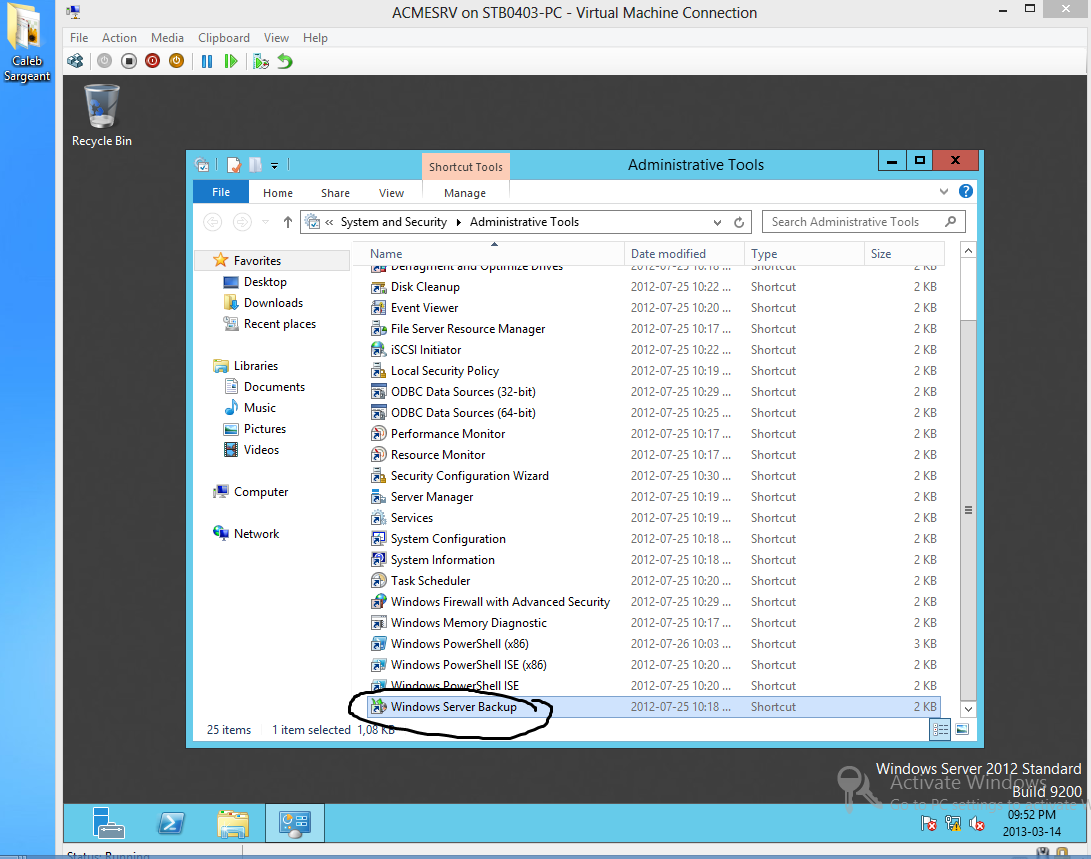 ACMESRV on STB0403-PC - Virtual Machine Connection
File Action Media Clipboard View Help
Caleb
Sargeant
Recycle Bin
Shortcut Tools
Administrative Tools
File Home Share View Manage
« System and Security Administrative Tools
Search Administrative Tools
Name Date modified Type Size
Favorites
Desktop
Downloads
Recent places
Libraries
Documents
Music
Pictures
Videos
Computer
Network
Defragment and Optimize Drives 2012-07-25 10:18 ... Shortcut 2 KB
Disk Cleanup 2012-07-25 10:22 ... Shortcut 2 KB
Event Viewer 2012-07-25 10:20 ... Shortcut 2 KB
File Server Resource Manager 2012-07-25 10:17 ... Shortcut 2 KB
iSCSI Initiator 2012-07-25 10:22 ... Shortcut 2 KB
Local Security Policy 2012-07-25 10:19 ... Shortcut 2 KB
ODBC Data Sources (32-bit) 2012-07-25 10:29 ... Shortcut 2 KB
ODBC Data Sources (64-bit) 2012-07-25 10:25 ... Shortcut 2 KB
Performance Monitor 2012-07-25 10:17 ... Shortcut 2 KB
Resource Monitor 2012-07-25 10:17 ... Shortcut 2 KB
Security Configuration Wizard 2012-07-25 10:30 ... Shortcut 2 KB
Server Manager 2012-07-25 10:19 ... Shortcut 2 KB
Services 2012-07-25 10:19 ... Shortcut 2 KB
System Configuration 2012-07-25 10:18 ... Shortcut 2 KB
System Information 2012-07-25 10:18 ... Shortcut 2 KB
Task Scheduler 2012-07-25 10:20 ... Shortcut 2 KB
Windows Firewall with Advanced Security 2012-07-25 10:29 ... Shortcut 2 KB
Windows Memory Diagnostic 2012-07-25 10:17 ... Shortcut 2 KB
Windows PowerShell (x86) 2012-07-26 10:03 ... Shortcut 3 KB
Windows PowerShell ISE (x86) 2012-07-25 10:20 ... Shortcut 2 KB
Windows PowerShell ISE 2012-07-25 10:20 ... Shortcut 2 KB
Windows Server Backup 2012-07-25 10:18 ... Shortcut 2 KB
25 items 1 item selected 1,08 KB
Windows Server 2012 Standard
Activate Windows
Build 9200
Go to PC settings to activate
09:52 PM
2013-03-14
Status: Running